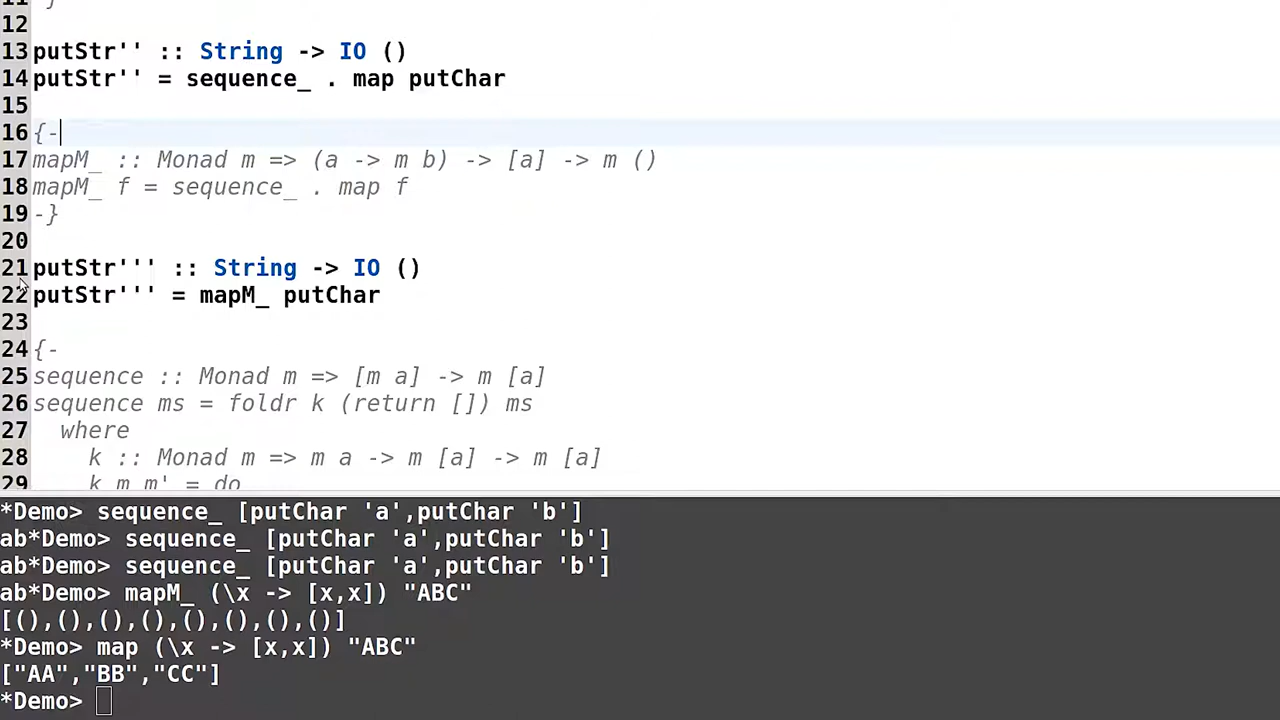 11 -}
12
13 putStr'' :: String -> IO ()
14 putStr'' = sequence_ . map putChar
15
16 {-
17 mapM_ :: Monad m => (a -> m b) -> [a] -> m ()
18 mapM_ f = sequence_ . map f
19 -}
20
21 putStr''' :: String -> IO ()
22 putStr''' = mapM_ putChar
23
24 {-
25 sequence :: Monad m => [m a] -> m [a]
26 sequence ms = foldr k (return []) ms
27   where
28     k :: Monad m => m a -> m [a] -> m [a]
29     k m m' = do
*Demo> sequence_ [putChar 'a',putChar 'b']
ab*Demo> sequence_ [putChar 'a',putChar 'b']
ab*Demo> sequence_ [putChar 'a',putChar 'b']
ab*Demo> mapM_ (\x -> [x,x]) "ABC"
[(),(),(),(),(),(),(),()]
*Demo> map (\x -> [x,x]) "ABC"
["AA","BB","CC"]
*Demo>